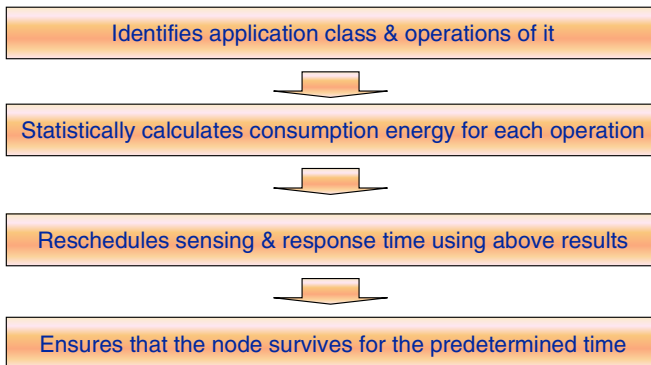 Identifies application class & operations of it
Statistically calculates consumption energy for each operation
Reschedules sensing & response time using above results
Ensures that the node survives for the predetermined time